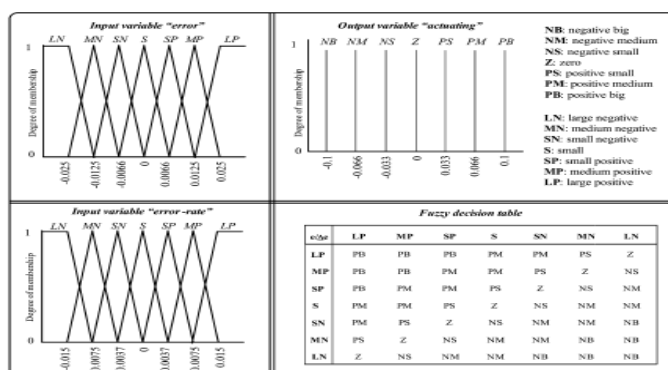 Input variable "error"
LN MN SN S SP MP LP
1
Degree of membership
0
-0.025 -0.0125 -0.0066 0 0.0066 0.0125 0.025
Output variable "actuating"
NB NM NS Z PS PM PB
1
Degree of membership
0
-0.1 -0.066 -0.033 0 0.033 0.066 0.1
NB: negative big
NM: negative medium
NS: negative small
Z: zero
PS: positive small
PM: positive medium
PB: positive big
LN: large negative
MN: medium negative
SN: small negative
S: small
SP: small positive
MP: medium positive
LP: large positive
Input variable "error -rate"
LN MN SN S SP MP LP
1
Degree of membership
0
-0.015 0.0075 0.0037 0 0.0037 0.0075 0.015
Fuzzy decision table
e/Δe LP MP SP S SN MN LN
LP PB PB PB PM PM PS Z
MP PB PB PM PM PS Z NS
SP PB PM PM PS Z NS NM
S PM PM PS Z NS NM NM
SN PM PS Z NS NM NM NB
MN PS Z NS NM NM NB NB
LN Z NS NM NM NB NB NB